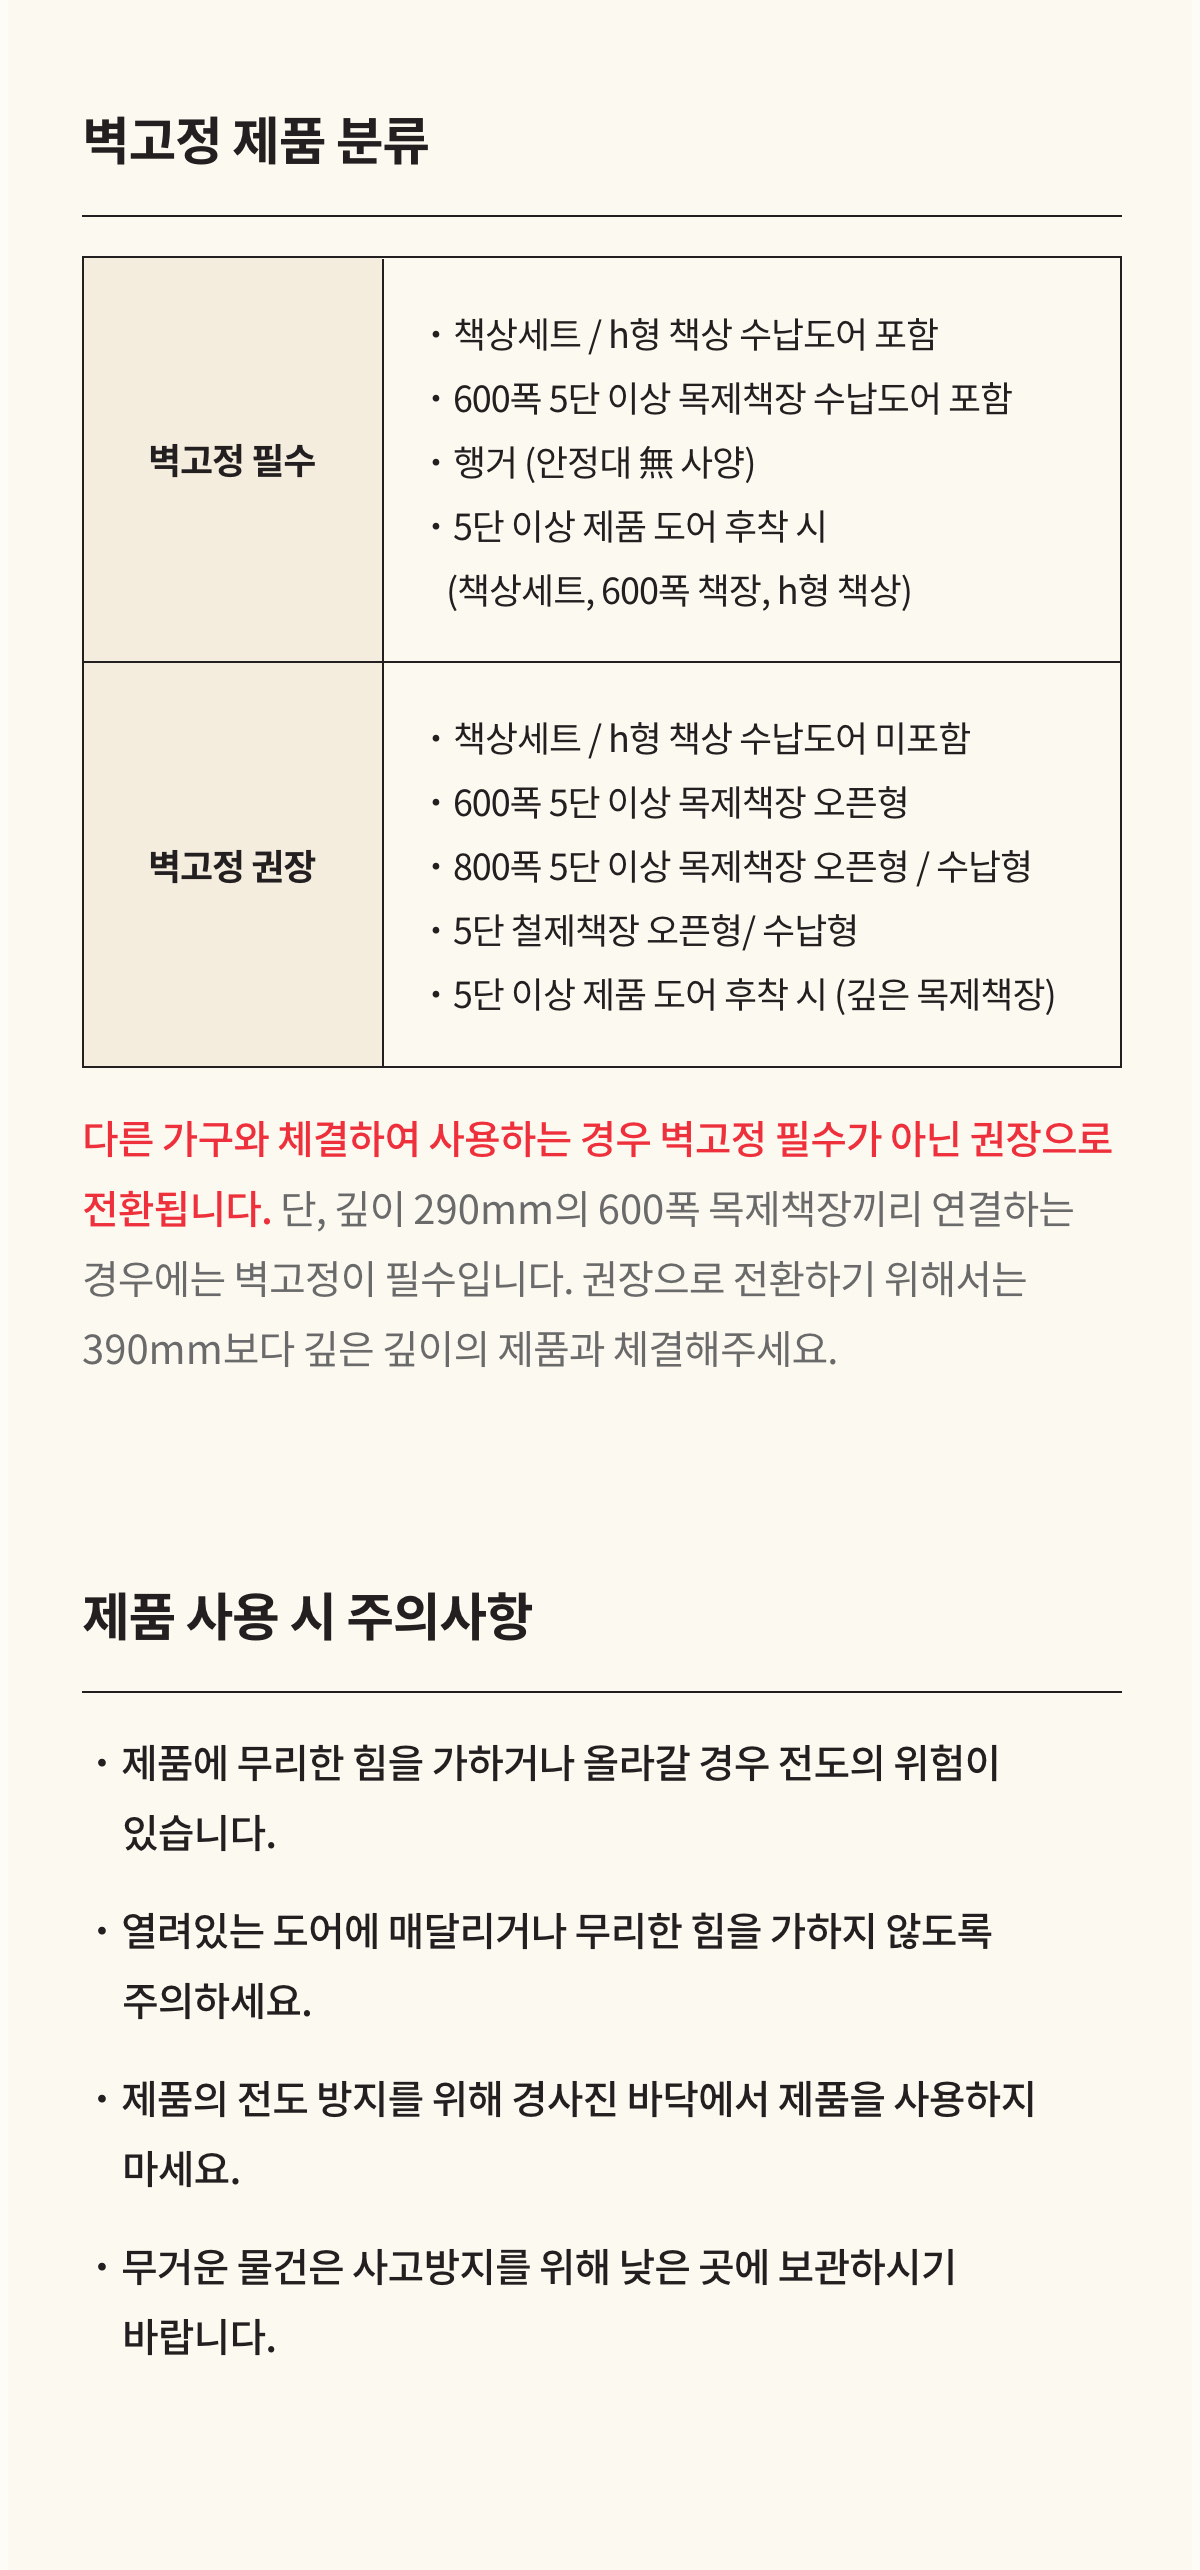 벽고정 제품 분류
벽고정 필수
・책상세트 / h형 책상 수납도어 포함
・600폭 5단 이상 목제책장 수납도어 포함
・행거 (안정대 無 사양)
・5단 이상 제품 도어 후착 시
(책상세트, 600폭 책장, h형 책상)
벽고정 권장
・책상세트 / h형 책상 수납도어 미포함
・600폭 5단 이상 목제책장 오픈형
・800폭 5단 이상 목제책장 오픈형 / 수납형
・5단 철제책장 오픈형/ 수납형
・5단 이상 제품 도어 후착 시 (깊은 목제책장)
다른 가구와 체결하여 사용하는 경우 벽고정 필수가 아닌 권장으로
전환됩니다. 단, 깊이 290mm의 600폭 목제책장끼리 연결하는
경우에는 벽고정이 필수입니다. 권장으로 전환하기 위해서는
390mm보다 깊은 깊이의 제품과 체결해주세요.
제품 사용 시 주의사항
・제품에 무리한 힘을 가하거나 올라갈 경우 전도의 위험이
있습니다.
・열려있는 도어에 매달리거나 무리한 힘을 가하지 않도록
주의하세요.
・제품의 전도 방지를 위해 경사진 바닥에서 제품을 사용하지
마세요.
・무거운 물건은 사고방지를 위해 낮은 곳에 보관하시기
바랍니다.